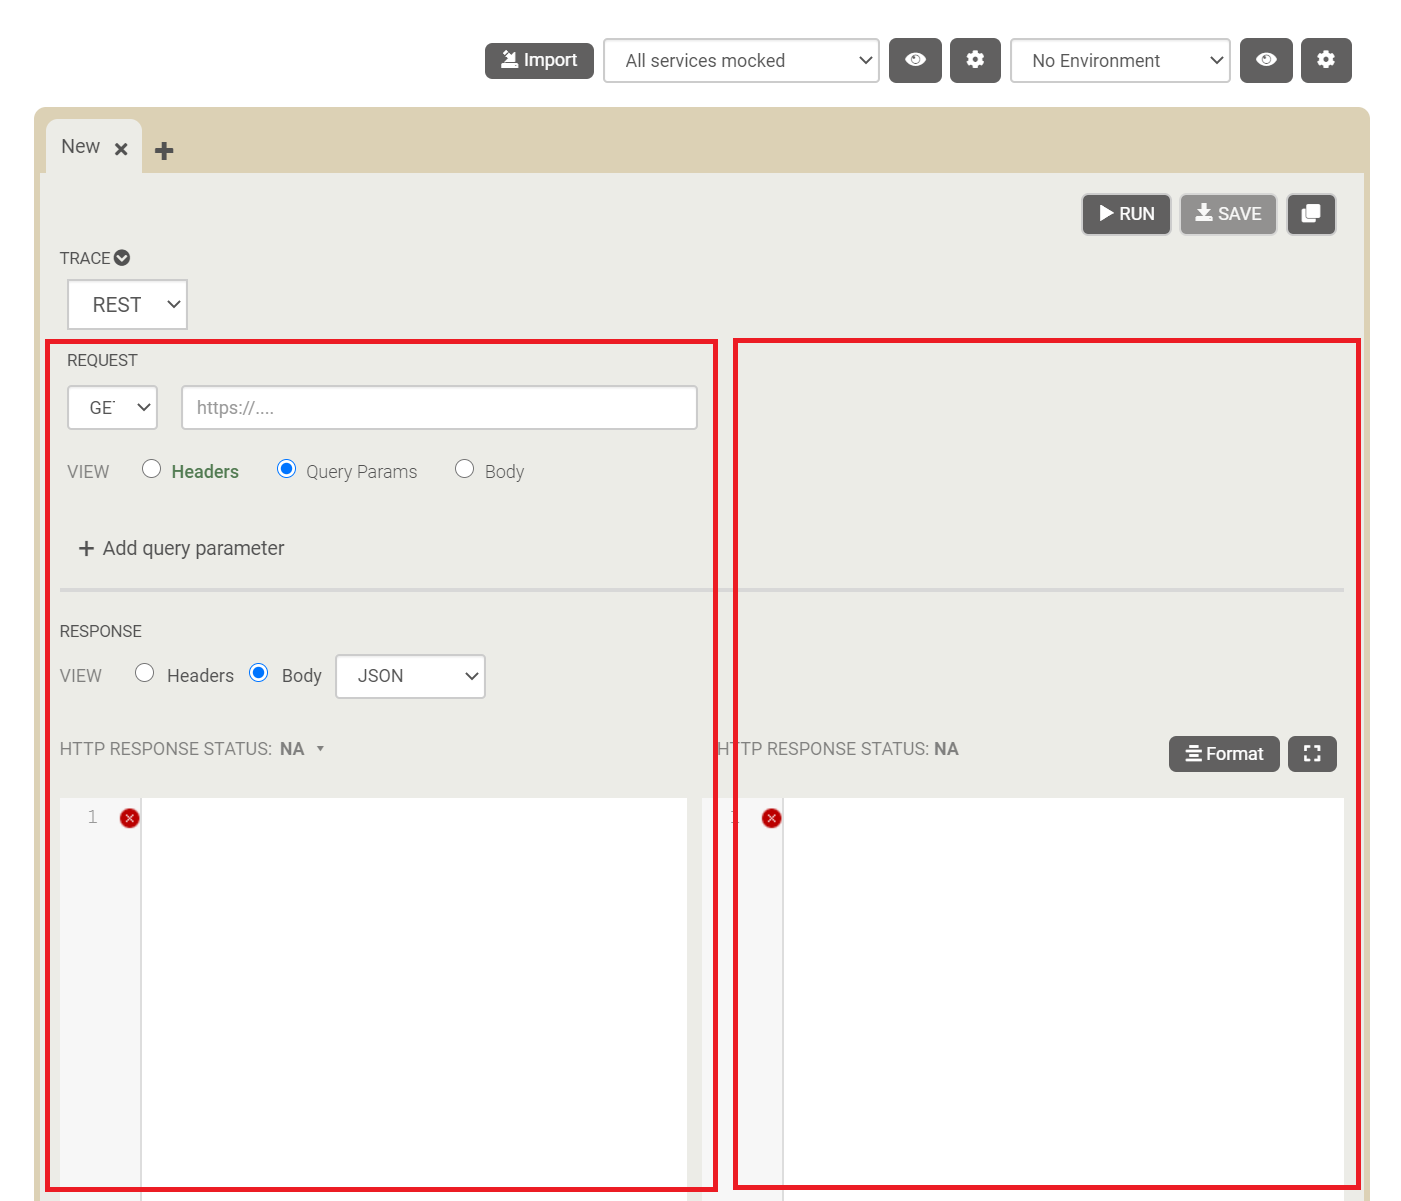 Import All services mocked No Environment
New
RUN SAVE
TRACE
REST
REQUEST
GET https://....
VIEW Headers Query Params Body
+ Add query parameter
RESPONSE
VIEW Headers Body JSON
HTTP RESPONSE STATUS: NA HTTP RESPONSE STATUS: NA Format
1 1